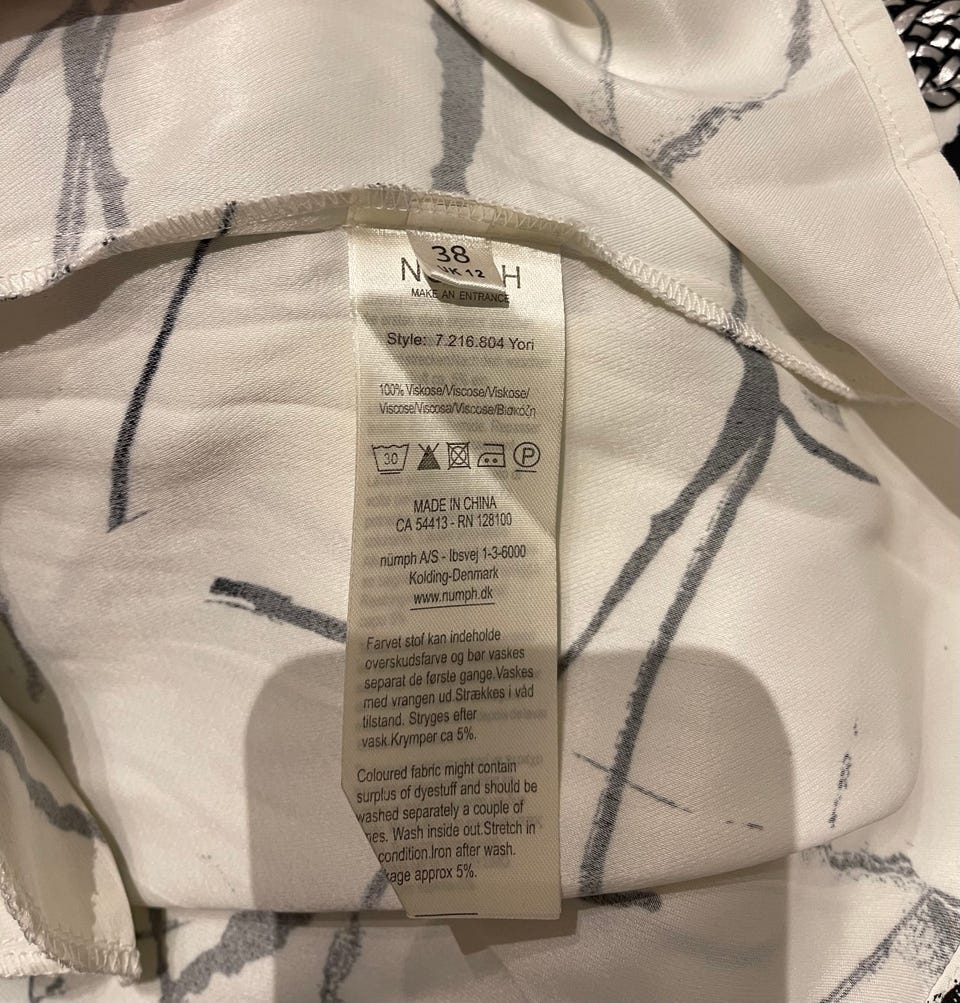 38
UK 12
N H
MAKE AN ENTRANCE
Style: 7.216.804 Yori
100% Viskose/Viscose/Viskose/
Viscose/Viscosa/Viscose/Βισκόζη
30
P
MADE IN CHINA
CA 54413 - RN 128100
nümph A/S - Ibsvej 1-3-6000
Kolding-Denmark
www.numph.dk
Farvet stof kan indeholde
overskudsfarve og bør vaskes
separat de første gange.Vaskes
med vrangen ud.Strækkes i våd
tilstand. Stryges efter
vask.Krymper ca 5%.
Coloured fabric might contain
surplus of dyestuff and should be
washed separately a couple of
Wash inside out.Stretch in
condition.Iron after wash.
approx 5%.